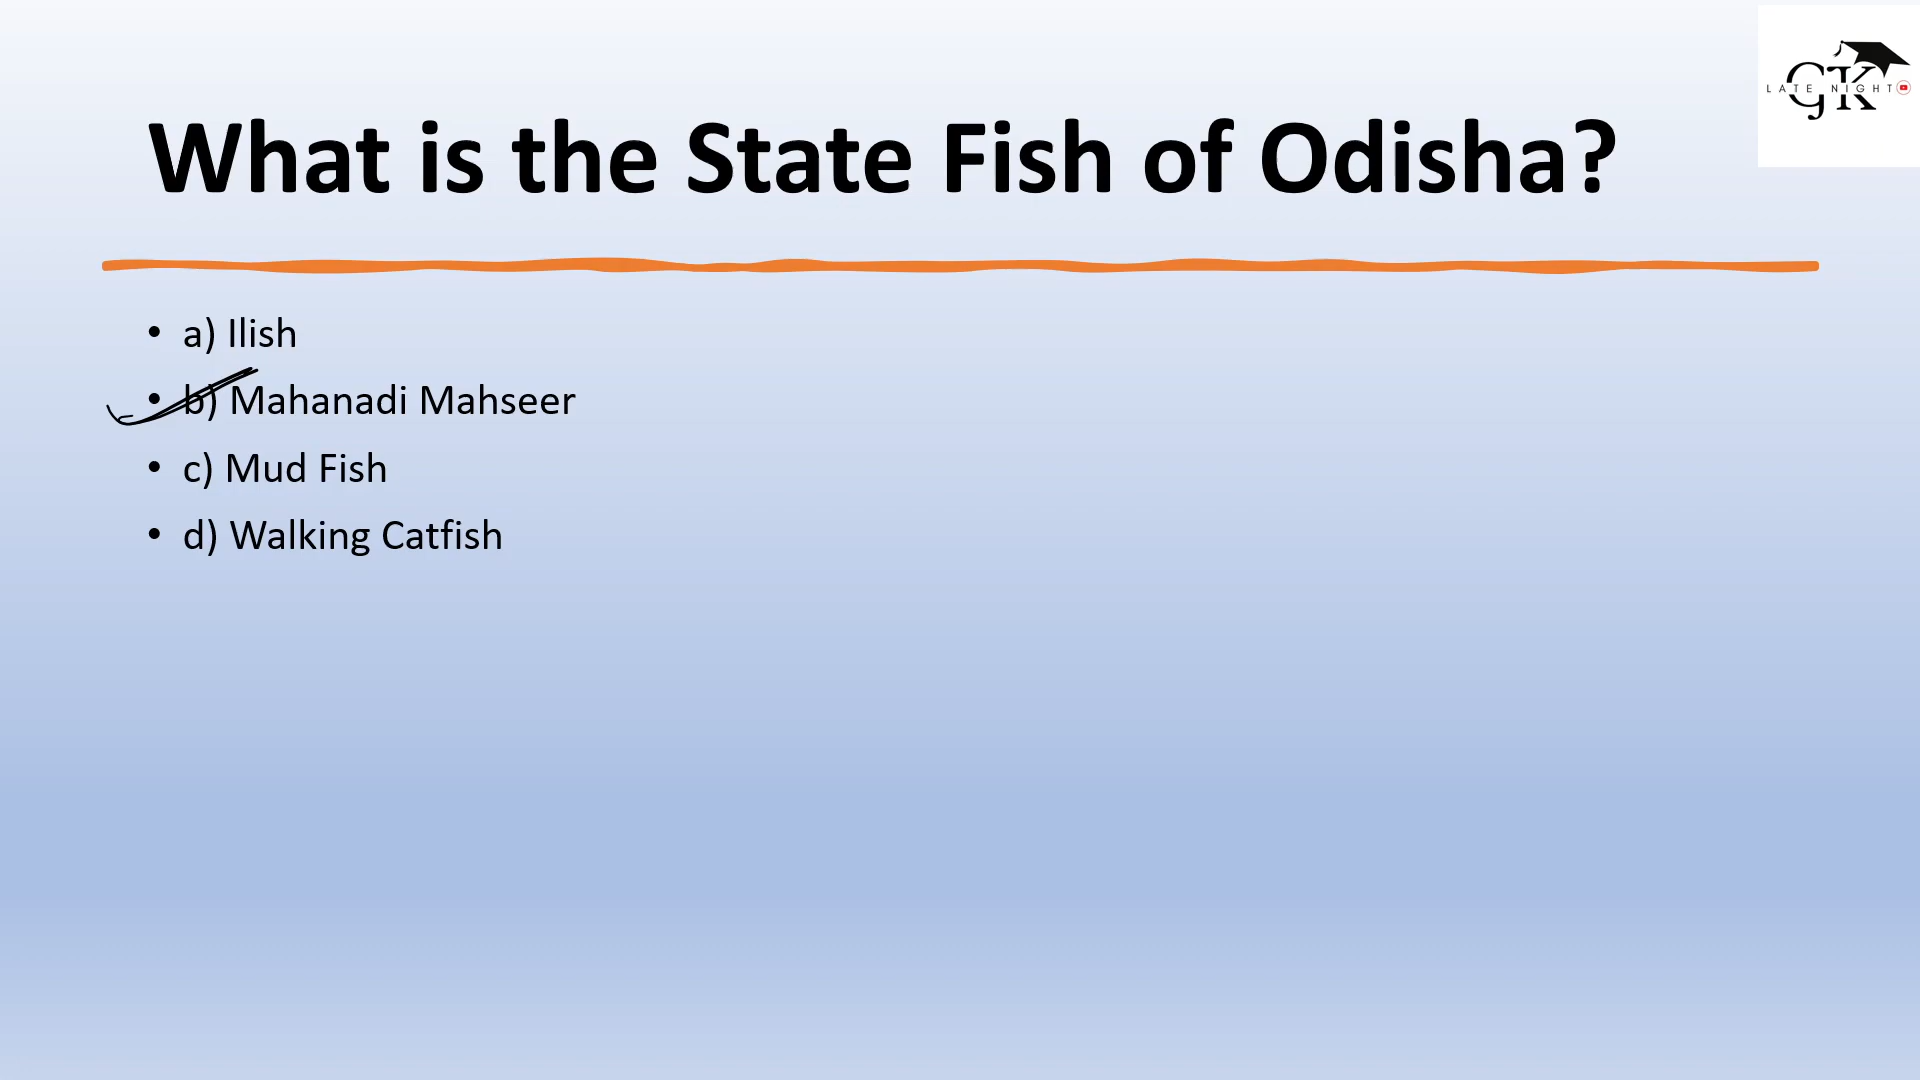 What is the State Fish of Odisha?
GK
LATE NIGHT
• a) Ilish
• b) Mahanadi Mahseer
• c) Mud Fish
• d) Walking Catfish